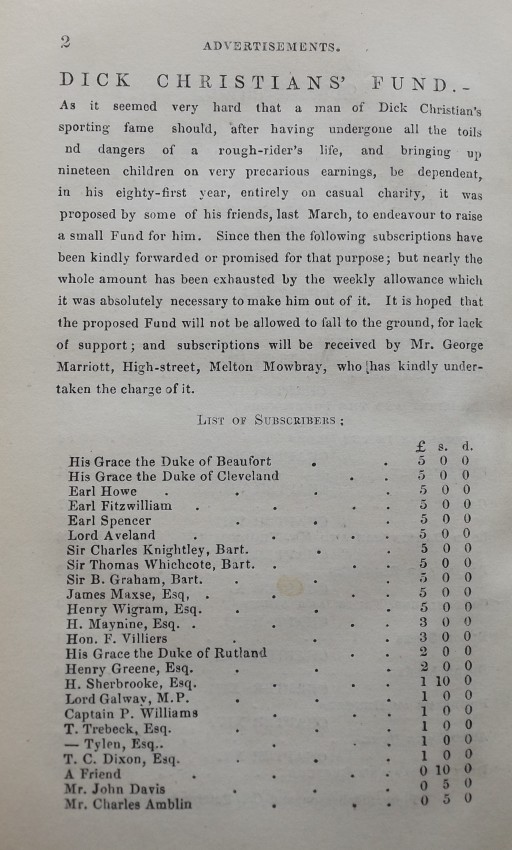 2
ADVERTISEMENTS.
DICK CHRISTIANS' FUND.-
As it seemed very hard that a man of Dick Christian's
sporting fame should, after having undergone all the toils
nd dangers of a rough-rider's life, and bringing up
nineteen children on very precarious earnings, be dependent,
in his eighty-first year, entirely on casual charity, it was
proposed by some of his friends, last March, to endeavour to raise
a small Fund for him. Since then the following subscriptions have
been kindly forwarded or promised for that purpose; but nearly the
whole amount has been exhausted by the weekly allowance which
it was absolutely necessary to make him out of it. It is hoped that
the proposed Fund will not be allowed to fall to the ground, for lack
of support; and subscriptions will be received by Mr. George
Marriott, High-street, Melton Mowbray, who has kindly under-
taken the charge of it.
LIST OF SUBSCRIBERS;
£ s. d.
His Grace the Duke of Beaufort . . 5 0 0
His Grace the Duke of Cleveland . . 5 0 0
Earl Howe . . . . 5 0 0
Earl Fitzwilliam . . . . 5 0 0
Earl Spencer . . . 5 0 0
Lord Aveland . . . . 5 0 0
Sir Charles Knightley, Bart. . . 5 0 0
Sir Thomas Whichcote, Bart. . . . 5 0 0
Sir B. Graham, Bart. . . . 5 0 0
James Maxse, Esq, . . . . 5 0 0
Henry Wigram, Esq. . . . 5 0 0
H. Maynine, Esq. . . . . 3 0 0
Hon. F. Villiers . . . 3 0 0
His Grace the Duke of Rutland . . 2 0 0
Henry Greene, Esq. . . . 2 0 0
H. Sherbrooke, Esq. . . . 1 10 0
Lord Galway, M.P. . . . 1 0 0
Captain P. Williams . . . 1 0 0
T. Trebeck, Esq. . . . 1 0 0
— Tylen, Esq.. . . . 1 0 0
T. C. Dixon, Esq. . . . 1 0 0
A Friend . . . . 0 10 0
Mr. John Davis . . . 0 5 0
Mr. Charles Amblin . . . 0 5 0